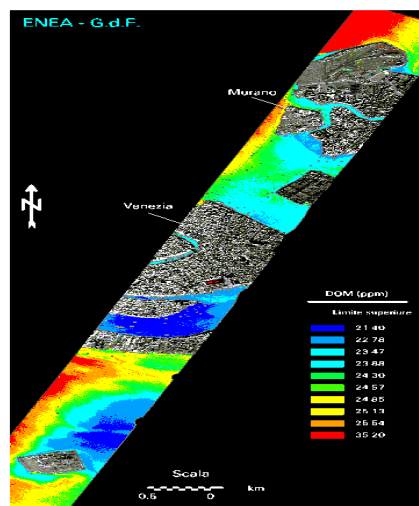 ENEA - G.d.F.
Murano
Venezia
DOM (ppm)
Limite superiore
21.40
22.78
23.47
23.88
24.30
24.57
24.85
25.13
25.54
35.20
Scala
0.5 0 km